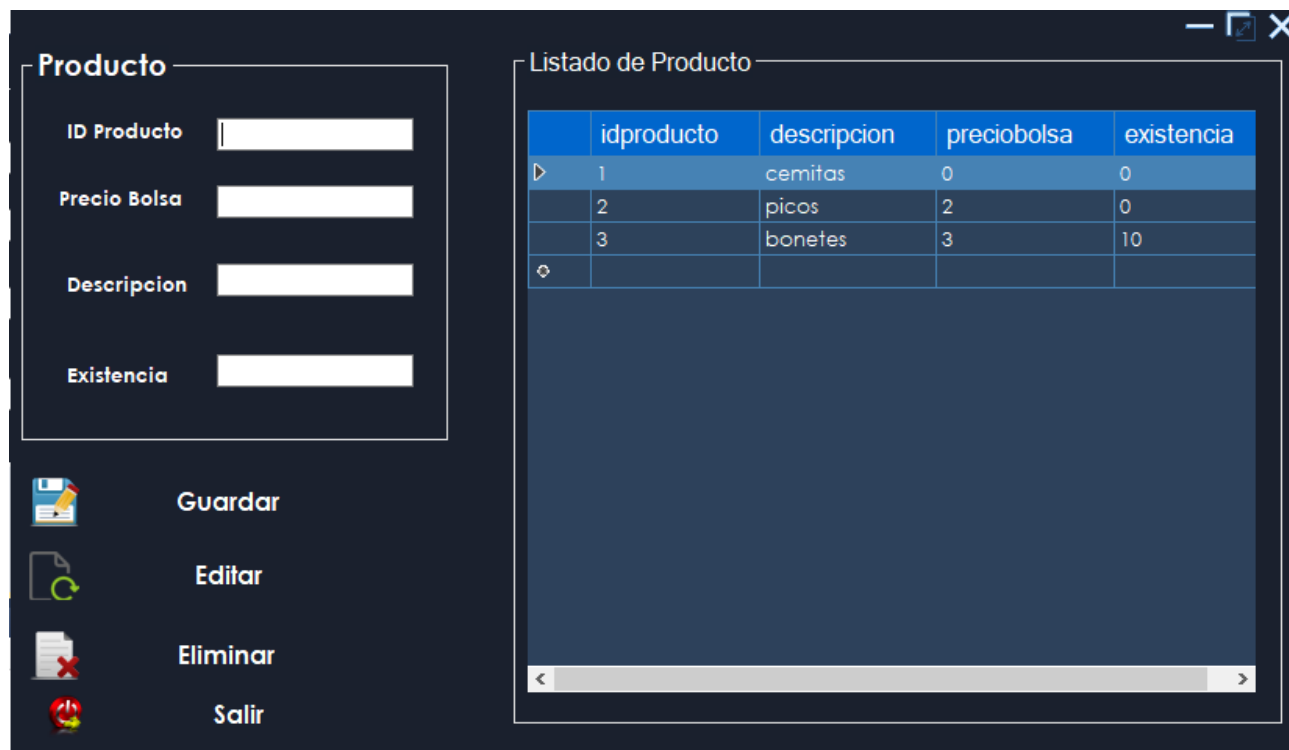 Producto
ID Producto
Precio Bolsa
Descripcion
Existencia
Guardar
Editar
Eliminar
Salir
Listado de Producto
idproducto descripcion preciobolsa existencia
1 cemitas 0 0
2 picos 2 0
3 bonetes 3 10